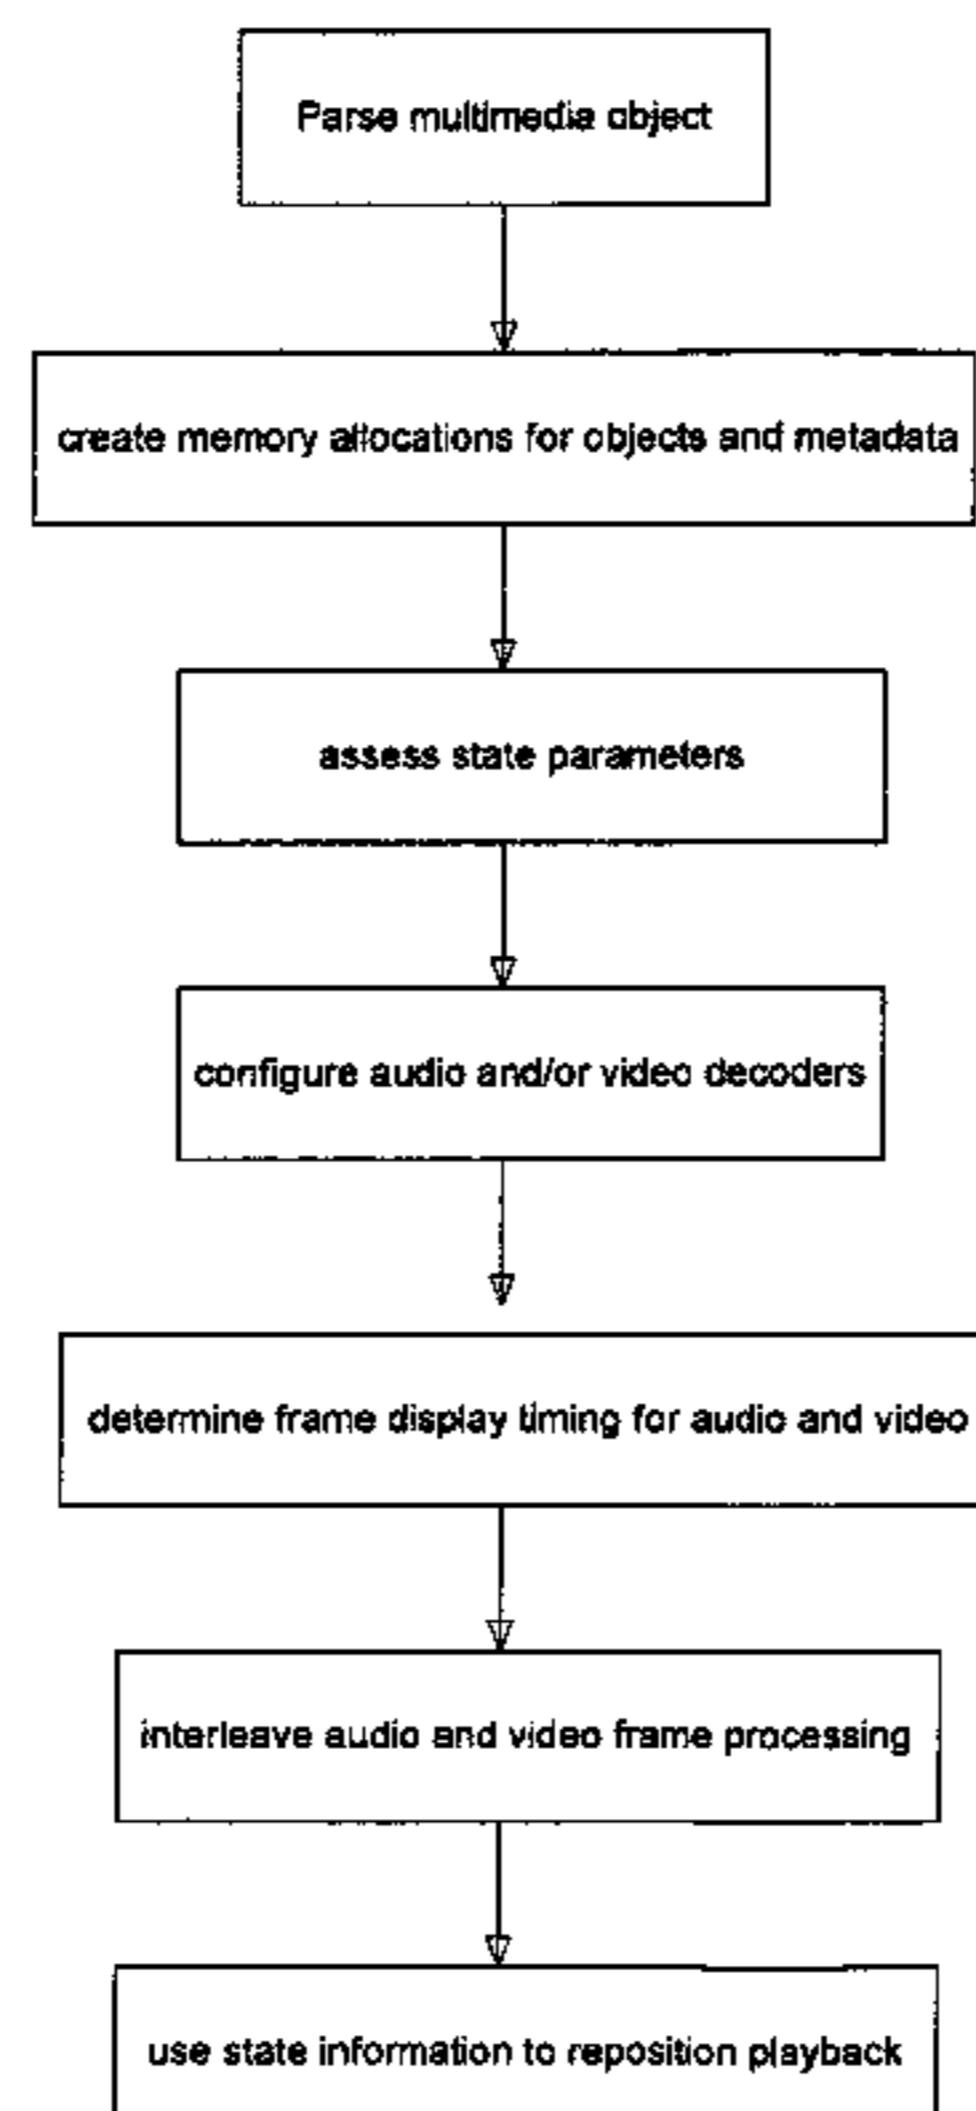 Parse multimedia object
create memory allocations for objects and metadata
assess state parameters
configure audio and/or video decoders
determine frame display timing for audio and video
interleave audio and video frame processing
use state information to reposition playback